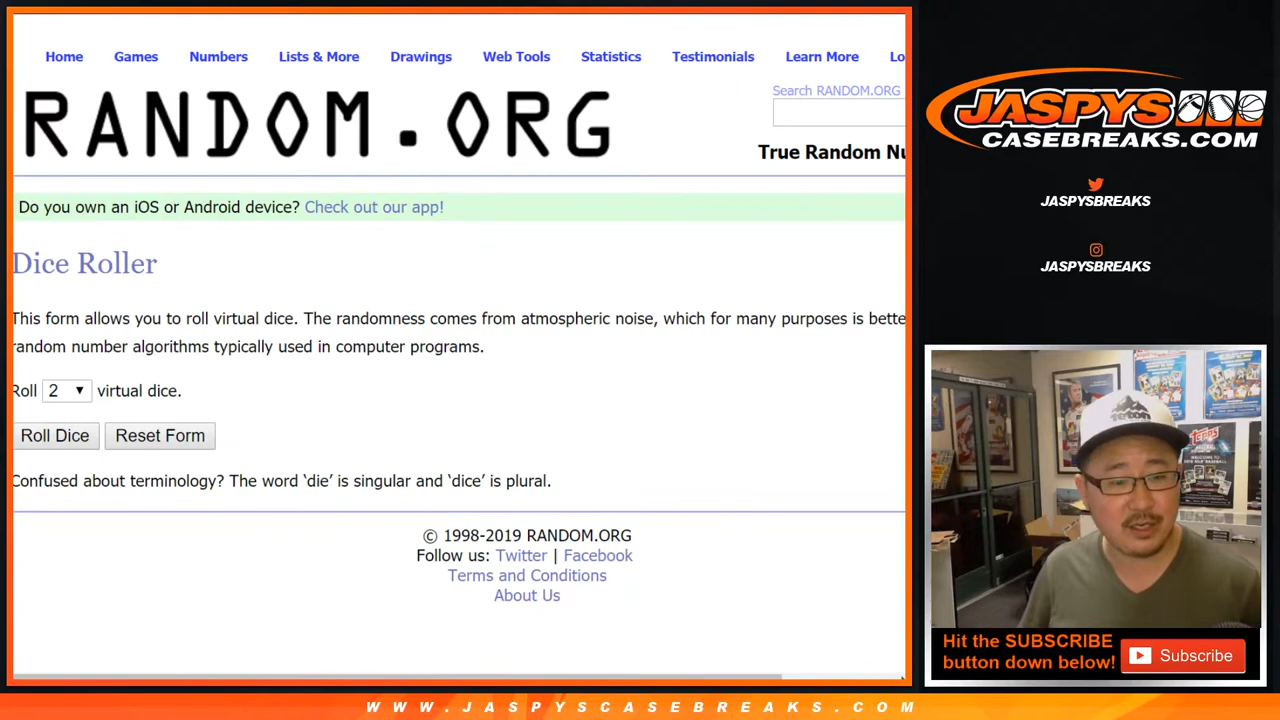 Home Games Numbers Lists & More Drawings Web Tools Statistics Testimonials Learn More Lo
Search RANDOM.ORG
RANDOM.ORG
True Random Nu
Do you own an iOS or Android device? Check out our app!
Dice Roller
This form allows you to roll virtual dice. The randomness comes from atmospheric noise, which for many purposes is bette
random number algorithms typically used in computer programs.
Roll 2 virtual dice.
Roll Dice Reset Form
Confused about terminology? The word ‘die’ is singular and ‘dice’ is plural.
© 1998-2019 RANDOM.ORG
Follow us: Twitter | Facebook
Terms and Conditions
About Us
JASPYS
CASEBREAKS.COM
JASPYSBREAKS
JASPYSBREAKS
teton
TOPPS
Hit the SUBSCRIBE
button down below!
Subscribe
WWW.JASPYSCASEBREAKS.COM